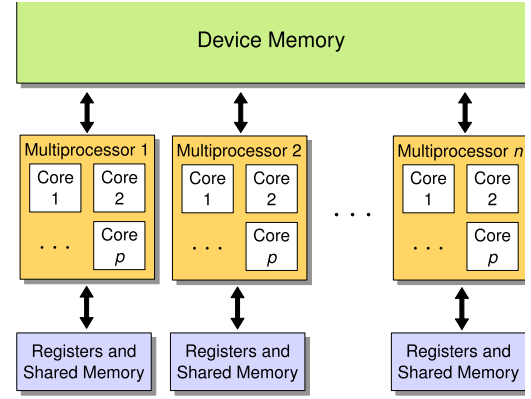 Device Memory
Multiprocessor 1
Core
1
Core
2
. . .
Core
p
Multiprocessor 2
Core
1
Core
2
. . .
Core
p
. . .
Multiprocessor n
Core
1
Core
2
. . .
Core
p
Registers and
Shared Memory
Registers and
Shared Memory
Registers and
Shared Memory